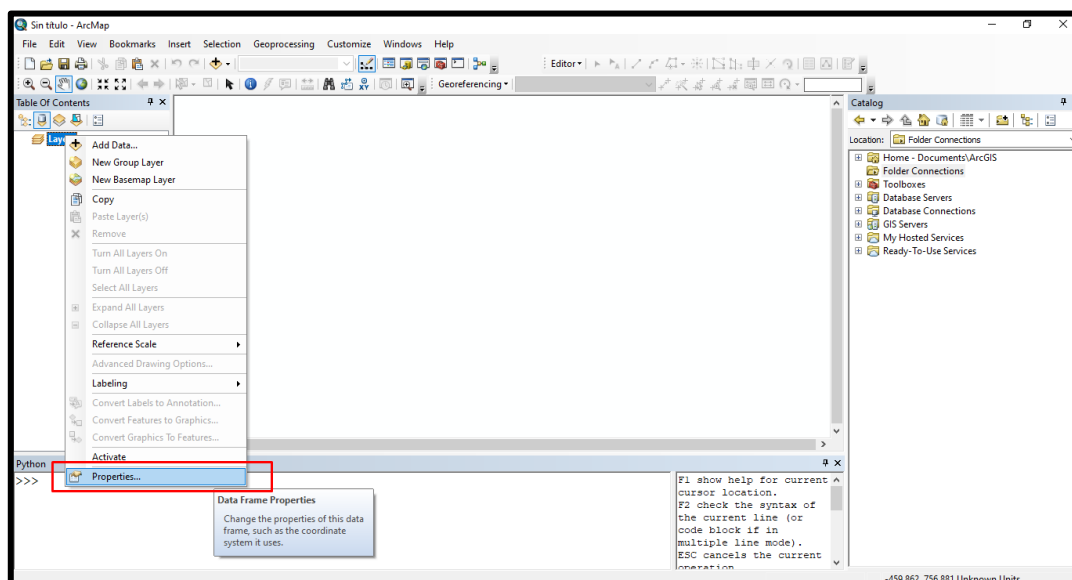 Sin título - ArcMap
File Edit View Bookmarks Insert Selection Geoprocessing Customize Windows Help
Editor
Georeferencing
Table Of Contents
Catalog
Location: Folder Connections
Home - Documents\ArcGIS
Folder Connections
Toolboxes
Database Servers
Database Connections
GIS Servers
My Hosted Services
Ready-To-Use Services
Add Data...
New Group Layer
New Basemap Layer
Copy
Paste Layer(s)
Remove
Turn All Layers On
Turn All Layers Off
Select All Layers
Expand All Layers
Collapse All Layers
Reference Scale
Advanced Drawing Options...
Labeling
Convert Labels to Annotation...
Convert Features to Graphics...
Convert Graphics To Features...
Activate
Properties...
Data Frame Properties
Change the properties of this data
frame, such as the coordinate
system it uses.
Python
>>>
F1 show help for current
cursor location.
F2 check the syntax of
the current line (or
code block if in
multiple line mode).
ESC cancels the current
operation
-459,862 756,881 Unknown Units